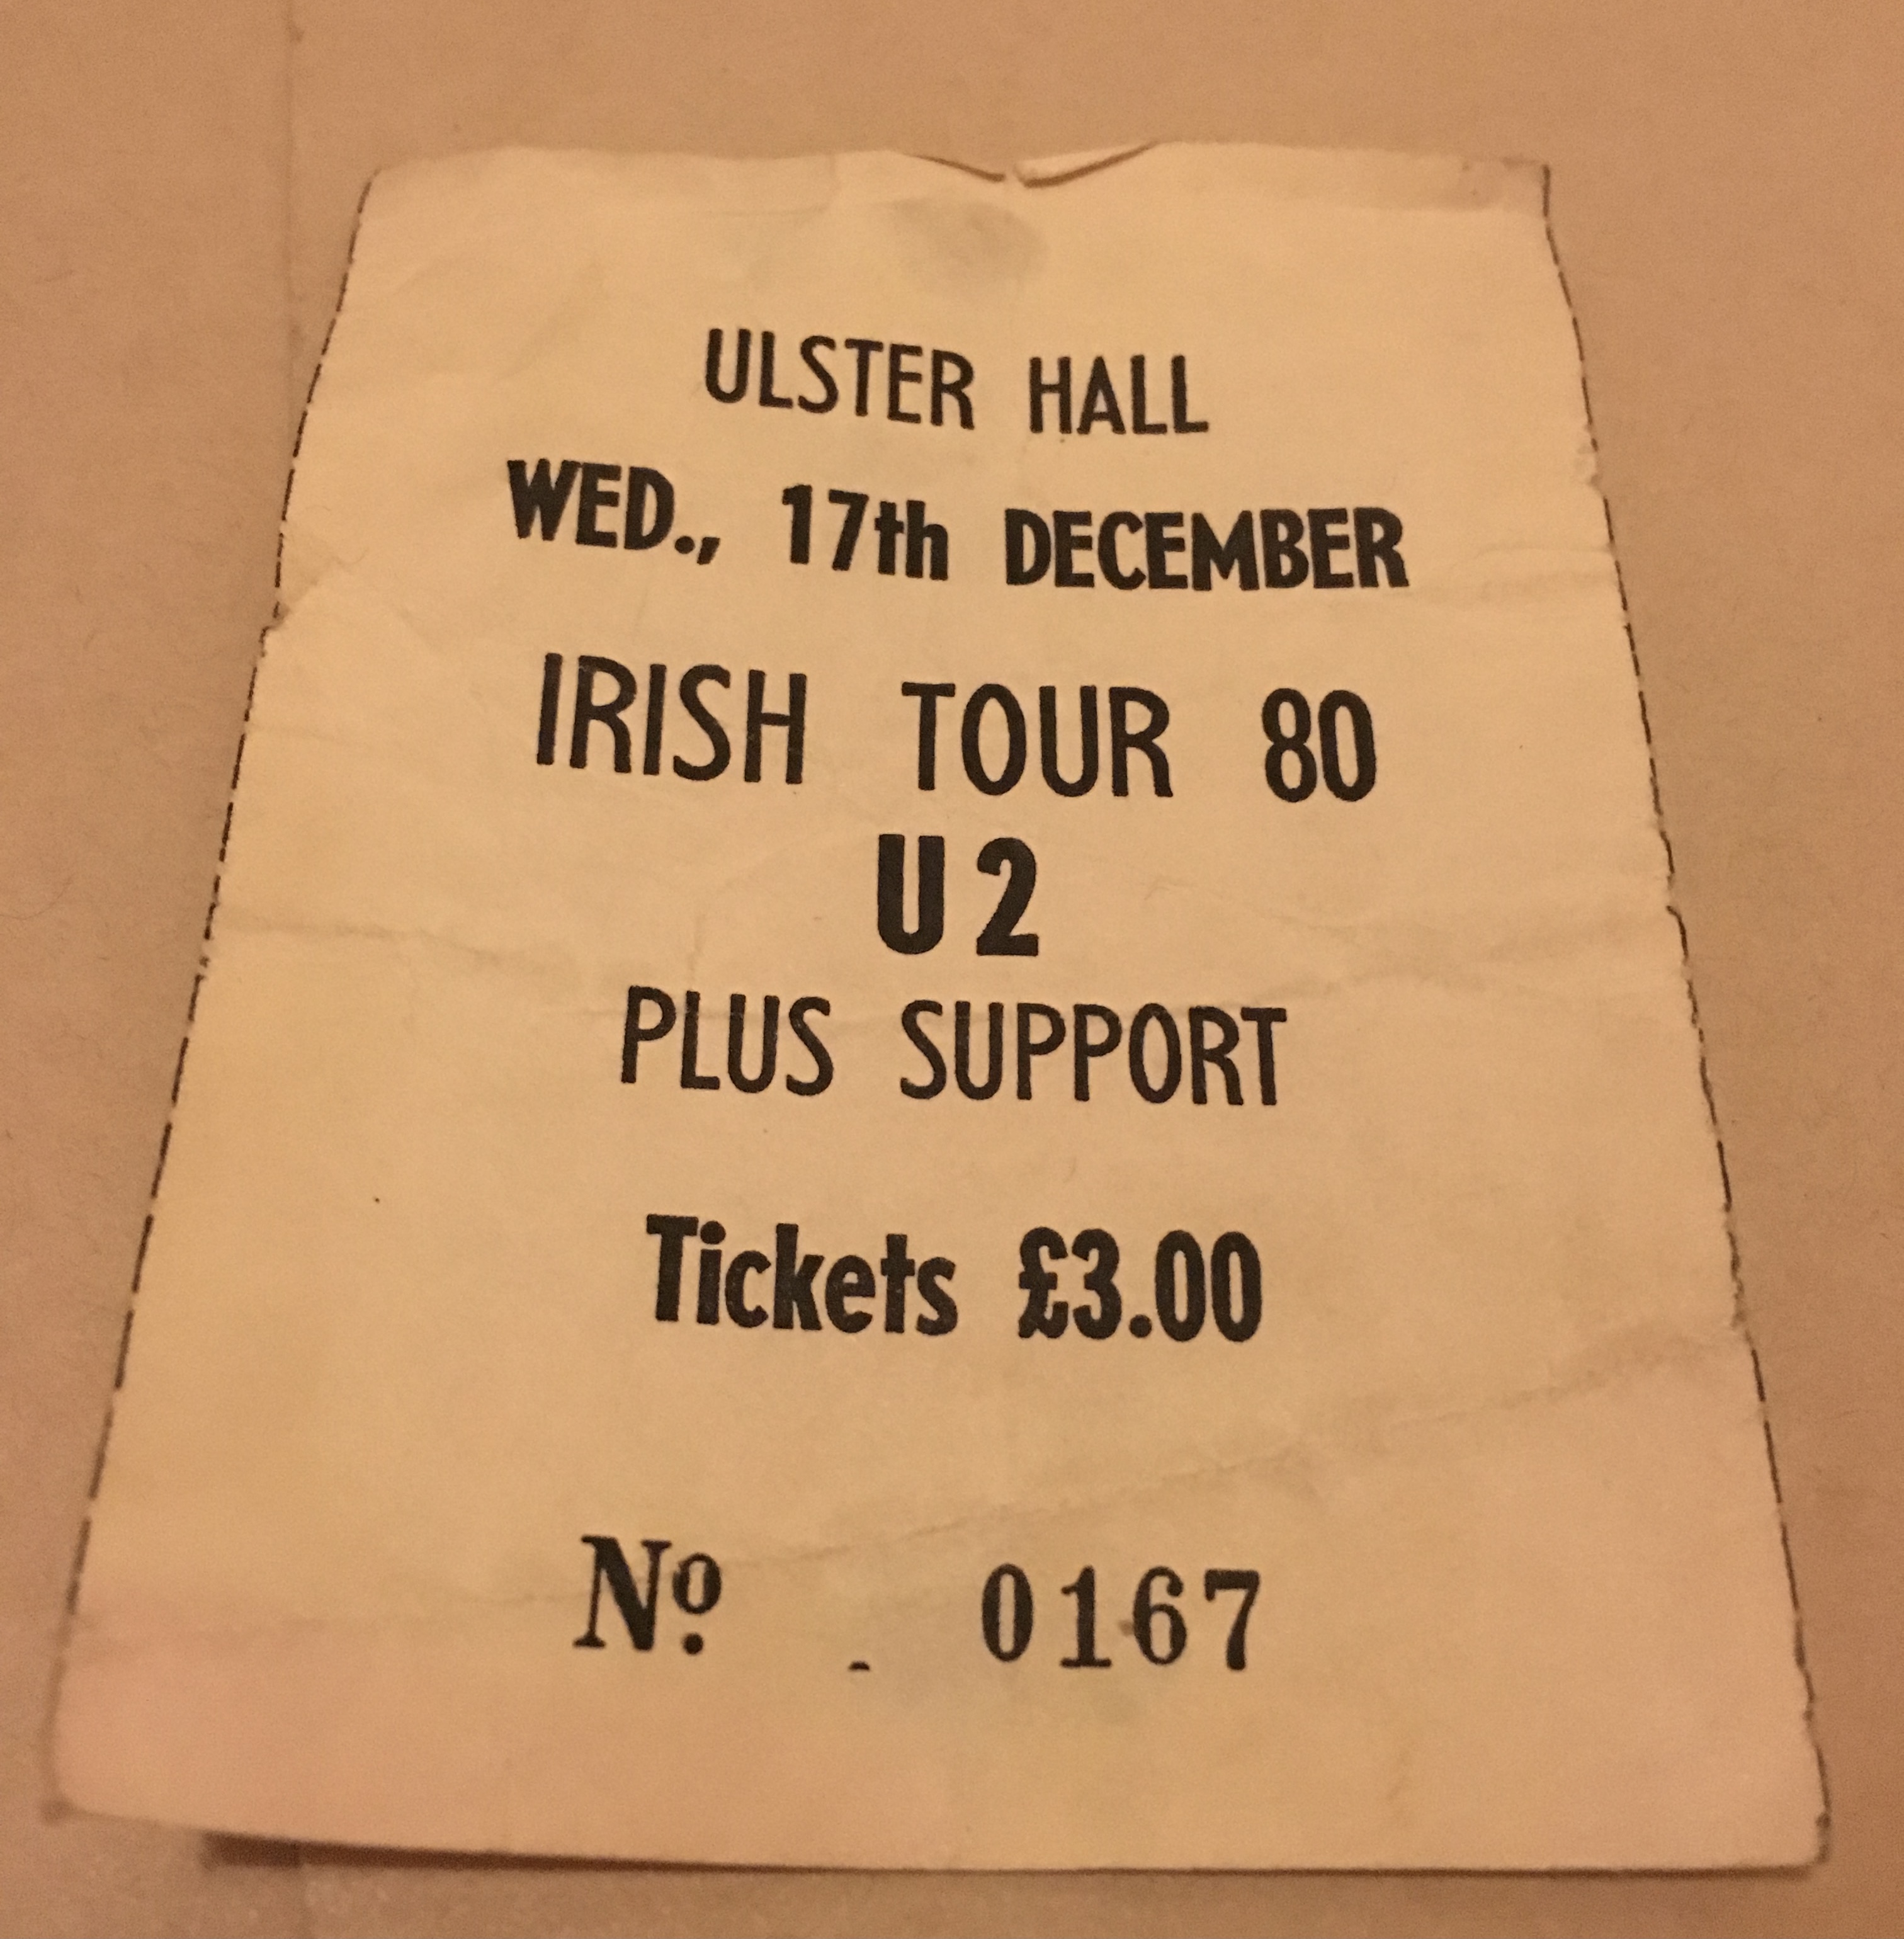 ULSTER HALL
WED., 17th DECEMBER
IRISH TOUR 80
U2
PLUS SUPPORT
Tickets £3.00
Nº 0167